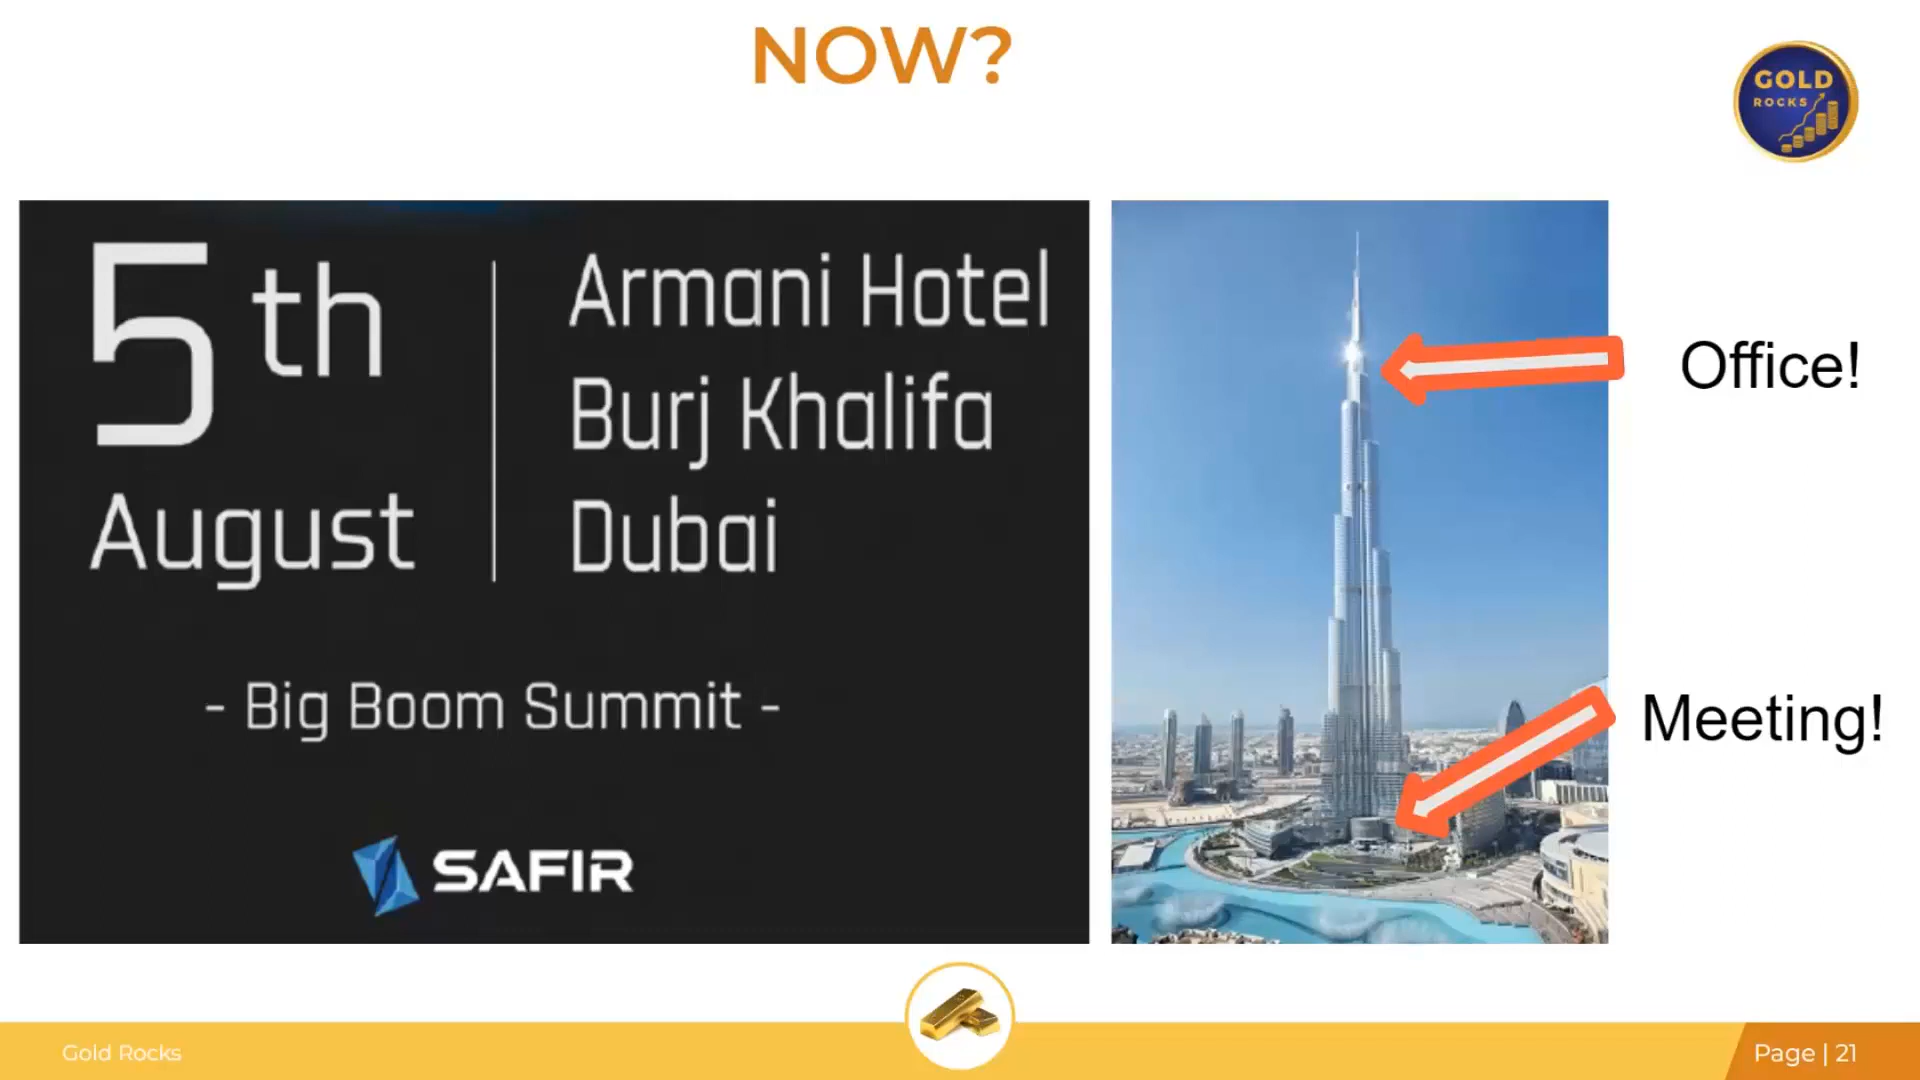 NOW?
GOLD
ROCKS
5th
August
Armani Hotel
Burj Khalifa
Dubai
- Big Boom Summit -
SAFIR
Office!
Meeting!
Gold Rocks
Page | 21